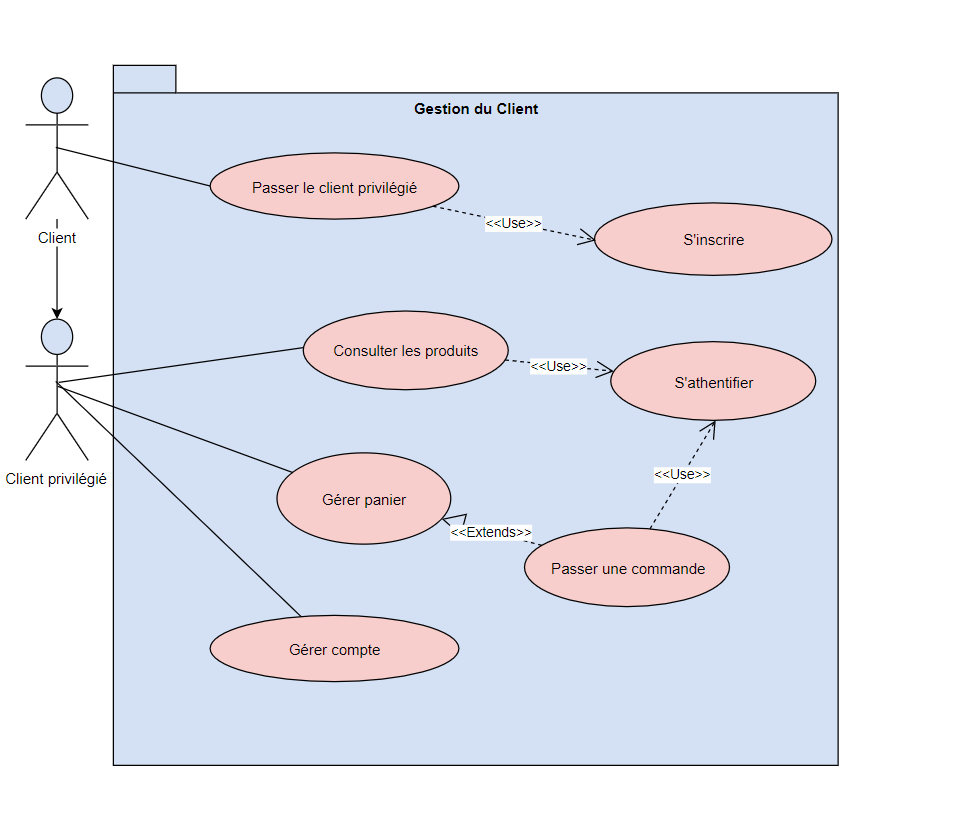 Gestion du Client
Passer le client privilégié
<<Use>>
S'inscrire
Client
Consulter les produits
<<Use>>
S'athentifier
Client privilégié
<<Use>>
Gérer panier
<<Extends>>
Passer une commande
Gérer compte